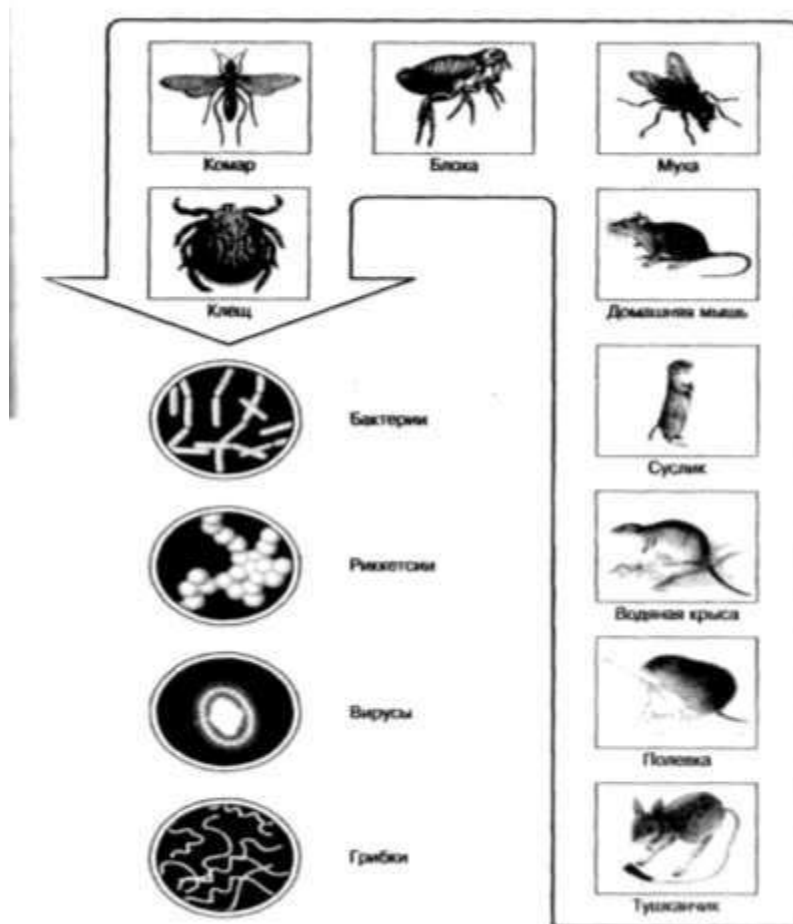 Комар
Блоха
Муха
Клещ
Домашняя мышь
Бактерии
Суслик
Риккетсии
Водяная крыса
Вирусы
Полевка
Грибки
Тушканчик